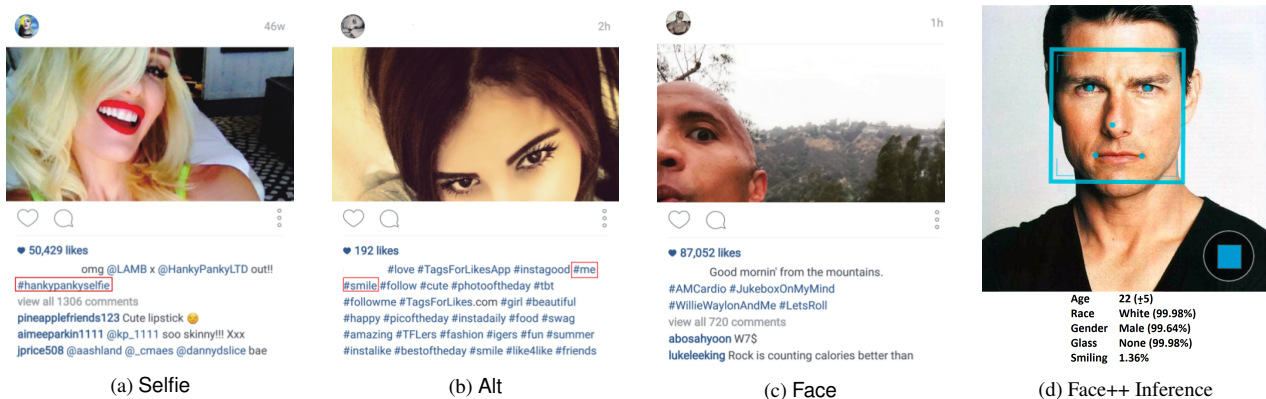 46w
50,429 likes
omg @LAMB x @HankyPankyLTD out!!
#hankypankyselfie
view all 1306 comments
pineapplefriends123 Cute lipstick 😏
aimeeparkin1111 @kp_1111 soo skinny!!! Xxx
jprice508 @aashland @_cmaes @dannydslice bae
(a) Selfie
2h
192 likes
#love #TagsForLikesApp #instagood #me
#smile #follow #cute #photooftheday #tbt
#followme #TagsForLikes.com #girl #beautiful
#happy #picoftheday #instadaily #food #swag
#amazing #TFLers #fashion #igers #fun #summer
#instalike #bestoftheday #smile #like4like #friends
(b) Alt
1h
87,052 likes
Good mornin' from the mountains.
#AMCardio #JukeboxOnMyMind
#WillieWaylonAndMe #LetsRoll
view all 720 comments
abosahyoon W7$
lukeleeking Rock is counting calories better than
(c) Face
Age 22 (±5)
Race White (99.98%)
Gender Male (99.64%)
Glass None (99.98%)
Smiling 1.36%
(d) Face++ Inference